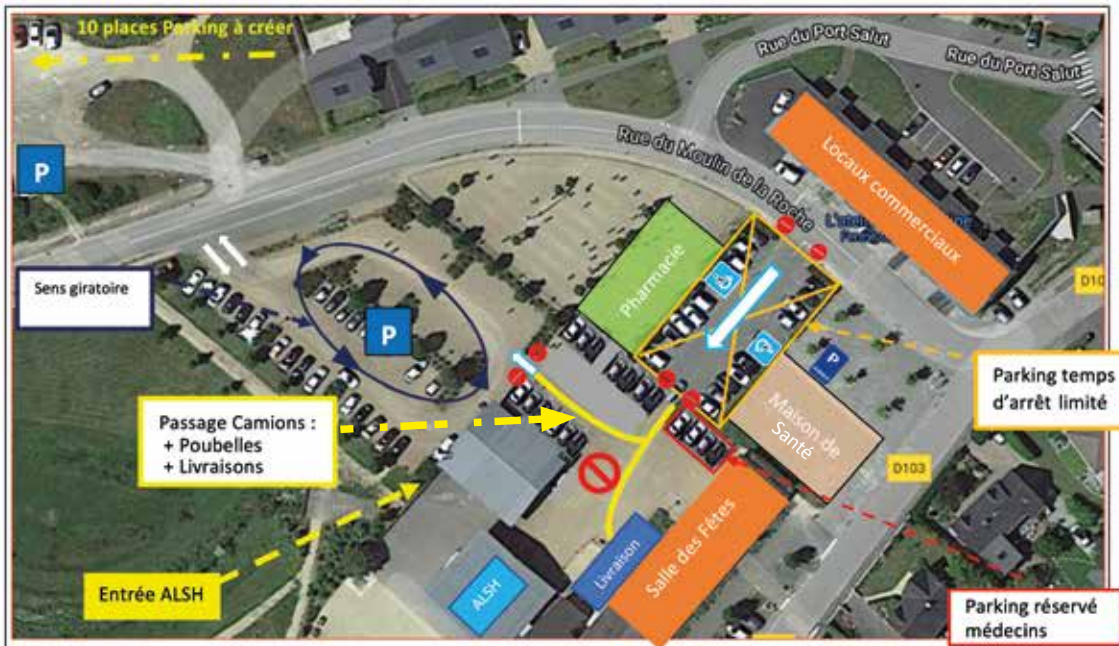 10 places Parking à créer
Rue du Port Salut
Rue du Port Salut
Rue du Moulin de la Roche
Locaux commerciaux
P
Sens giratoire
P
Pharmacie
P
D10
Parking temps
d'arrêt limité
Passage Camions :
+ Poubelles
+ Livraisons
Maison de
Santé
D103
Salle des Fêtes
Livraison
ALSH
Entrée ALSH
Parking réservé
médecins